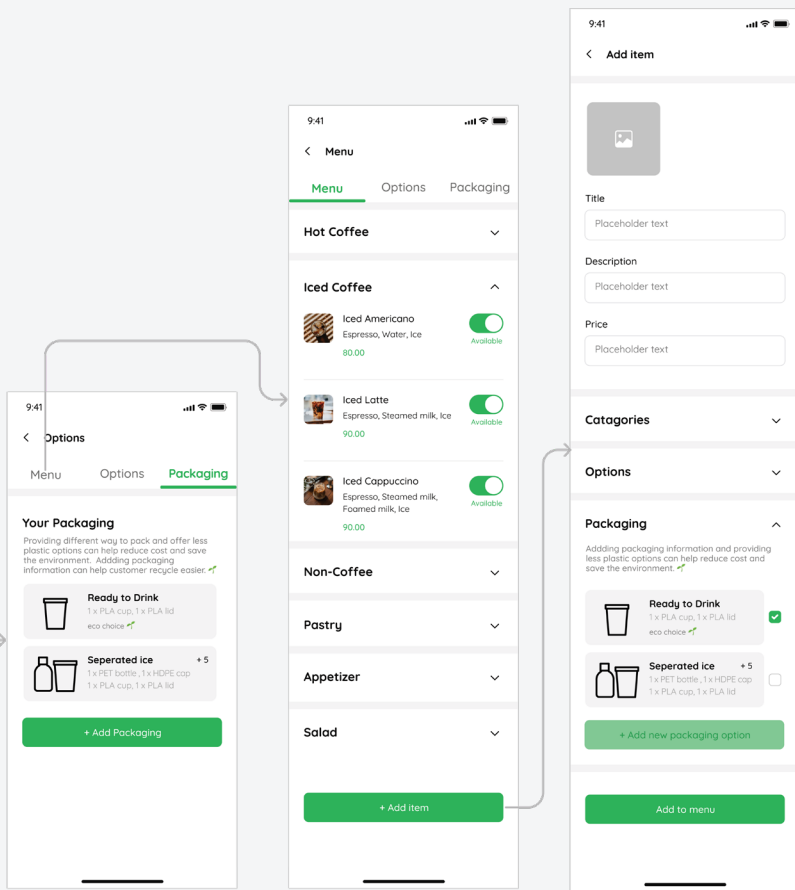 9:41
Options
Menu Options Packaging
Your Packaging
Providing different way to pack and offer less
plastic options can help reduce cost and save
the environment. Addding packaging
information can help customer recycle easier. 🌱
Ready to Drink
1 x PLA cup, 1 x PLA lid
eco choice 🌱
Seperated ice + 5
1 x PET bottle , 1 x HDPE cap
1 x PLA cup, 1 x PLA lid
+ Add Packaging
9:41
Menu
Menu Options Packaging
Hot Coffee
Iced Coffee
Iced Americano
Espresso, Water, Ice
80.00
Available
Iced Latte
Espresso, Steamed milk, Ice
90.00
Available
Iced Cappuccino
Espresso, Steamed milk,
Foamed milk, Ice
90.00
Available
Non-Coffee
Pastry
Appetizer
Salad
+ Add item
9:41
Add item
Title
Placeholder text
Description
Placeholder text
Price
Placeholder text
Catagories
Options
Packaging
Addding packaging information and providing
less plastic options can help reduce cost and
save the environment. 🌱
Ready to Drink
1 x PLA cup, 1 x PLA lid
eco choice 🌱
Seperated ice + 5
1 x PET bottle , 1 x HDPE cap
1 x PLA cup, 1 x PLA lid
+ Add new packaging option
Add to menu